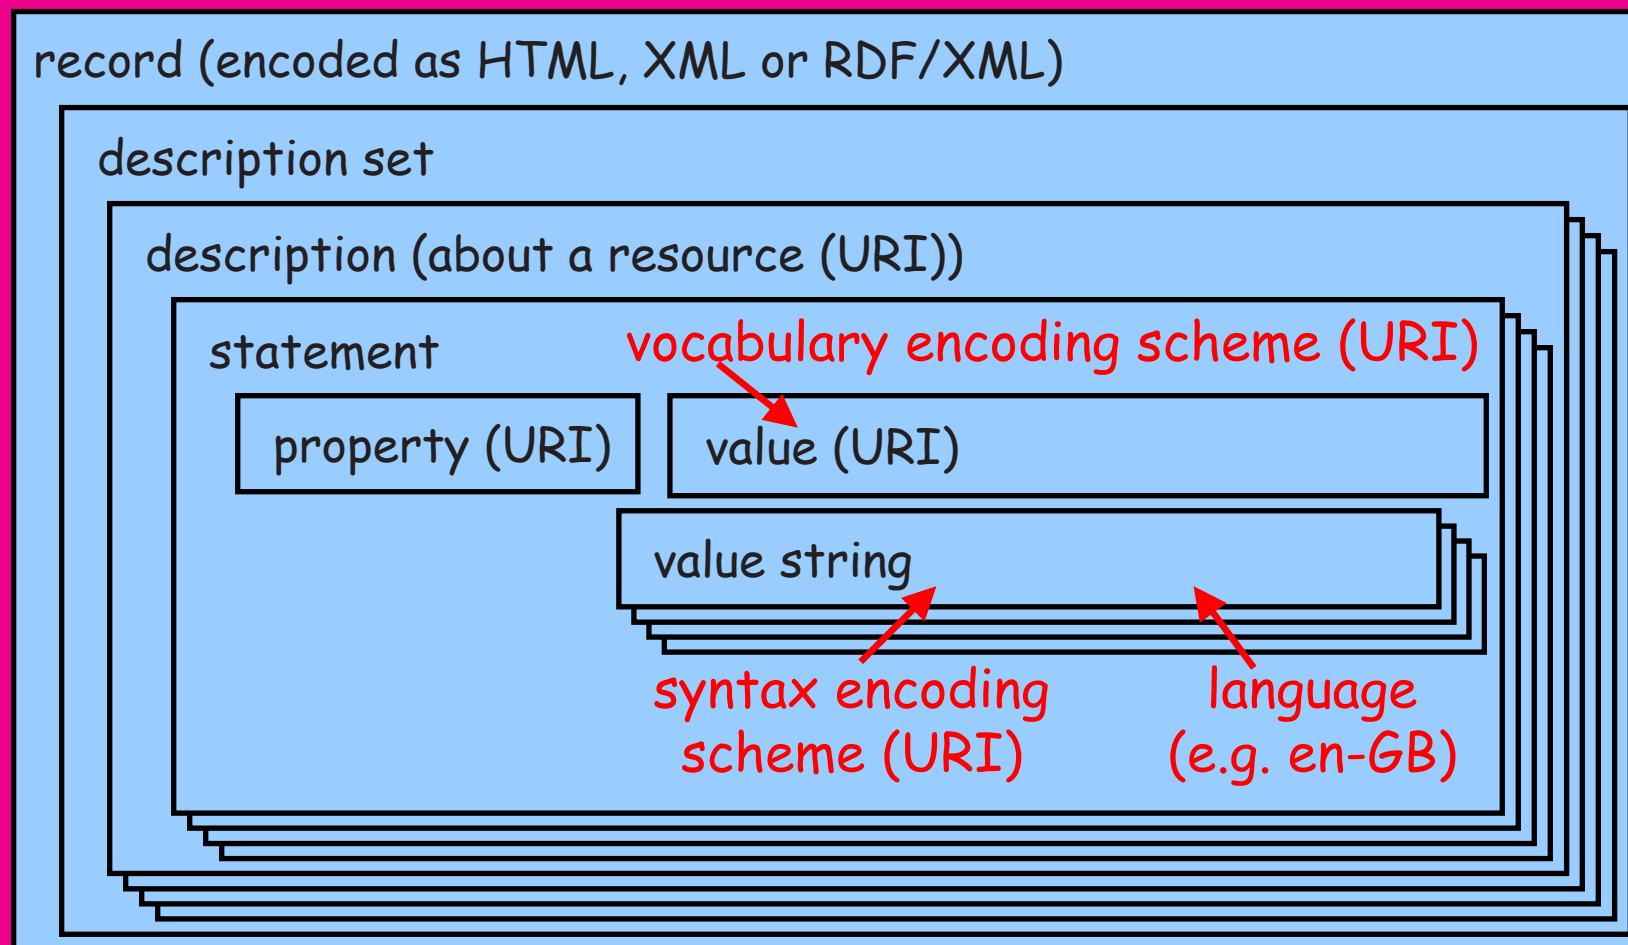 record (encoded as HTML, XML or RDF/XML)
description set
description (about a resource (URI))
statement
vocabulary encoding scheme (URI)
property (URI)
value (URI)
value string
syntax encoding
scheme (URI)
language
(e.g. en-GB)